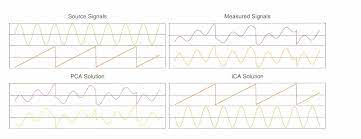 Source Signals
Measured Signals
PCA Solution
ICA Solution